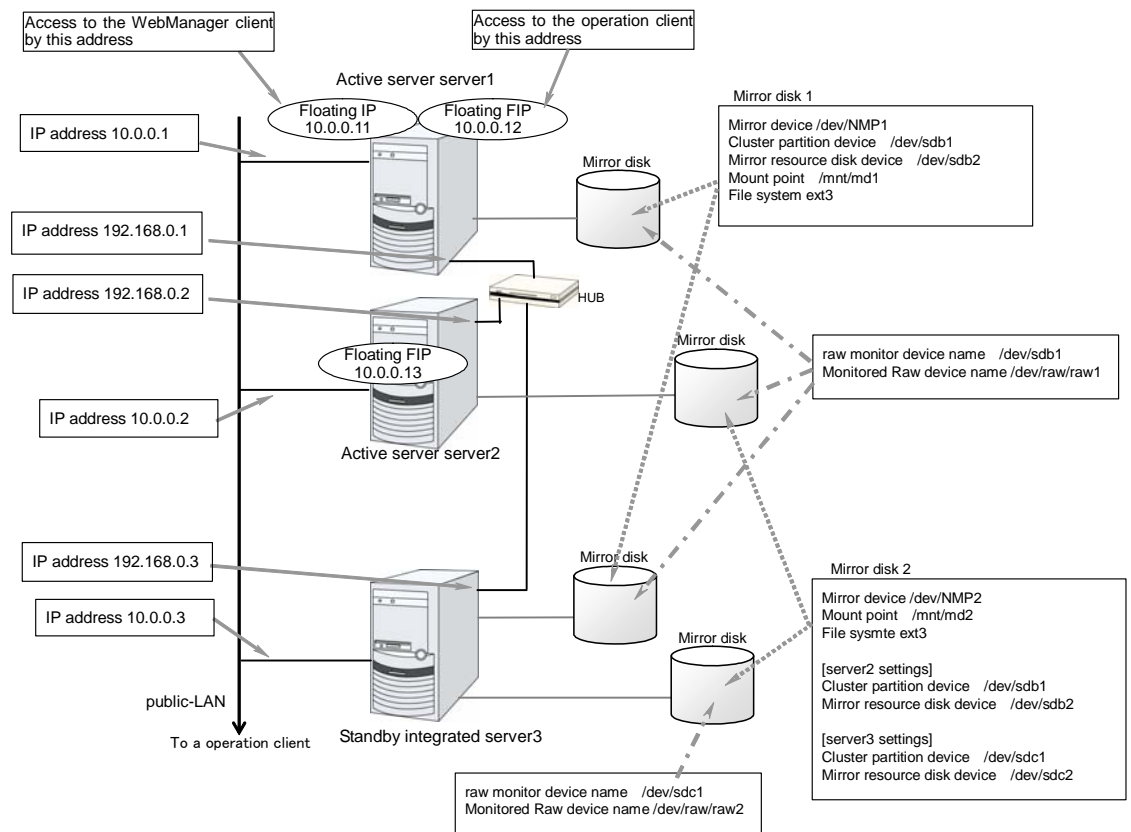 Access to the WebManager client
by this address
Access to the operation client
by this address
Active server server1
Floating IP
10.0.0.11
Floating FIP
10.0.0.12
Mirror disk 1
IP address 10.0.0.1
Mirror device /dev/NMP1
Cluster partition device /dev/sdb1
Mirror resource disk device /dev/sdb2
Mount point /mnt/md1
File system ext3
Mirror disk
IP address 192.168.0.1
IP address 192.168.0.2
HUB
Mirror disk
Floating FIP
10.0.0.13
raw monitor device name /dev/sdb1
Monitored Raw device name /dev/raw/raw1
IP address 10.0.0.2
Active server server2
IP address 192.168.0.3
Mirror disk
Mirror disk 2
Mirror device /dev/NMP2
Mount point /mnt/md2
File sysmte ext3
[server2 settings]
Cluster partition device /dev/sdb1
Mirror resource disk device /dev/sdb2
[server3 settings]
Cluster partition device /dev/sdc1
Mirror resource disk device /dev/sdc2
IP address 10.0.0.3
Mirror disk
public-LAN
To a operation client
Standby integrated server3
raw monitor device name /dev/sdc1
Monitored Raw device name /dev/raw/raw2